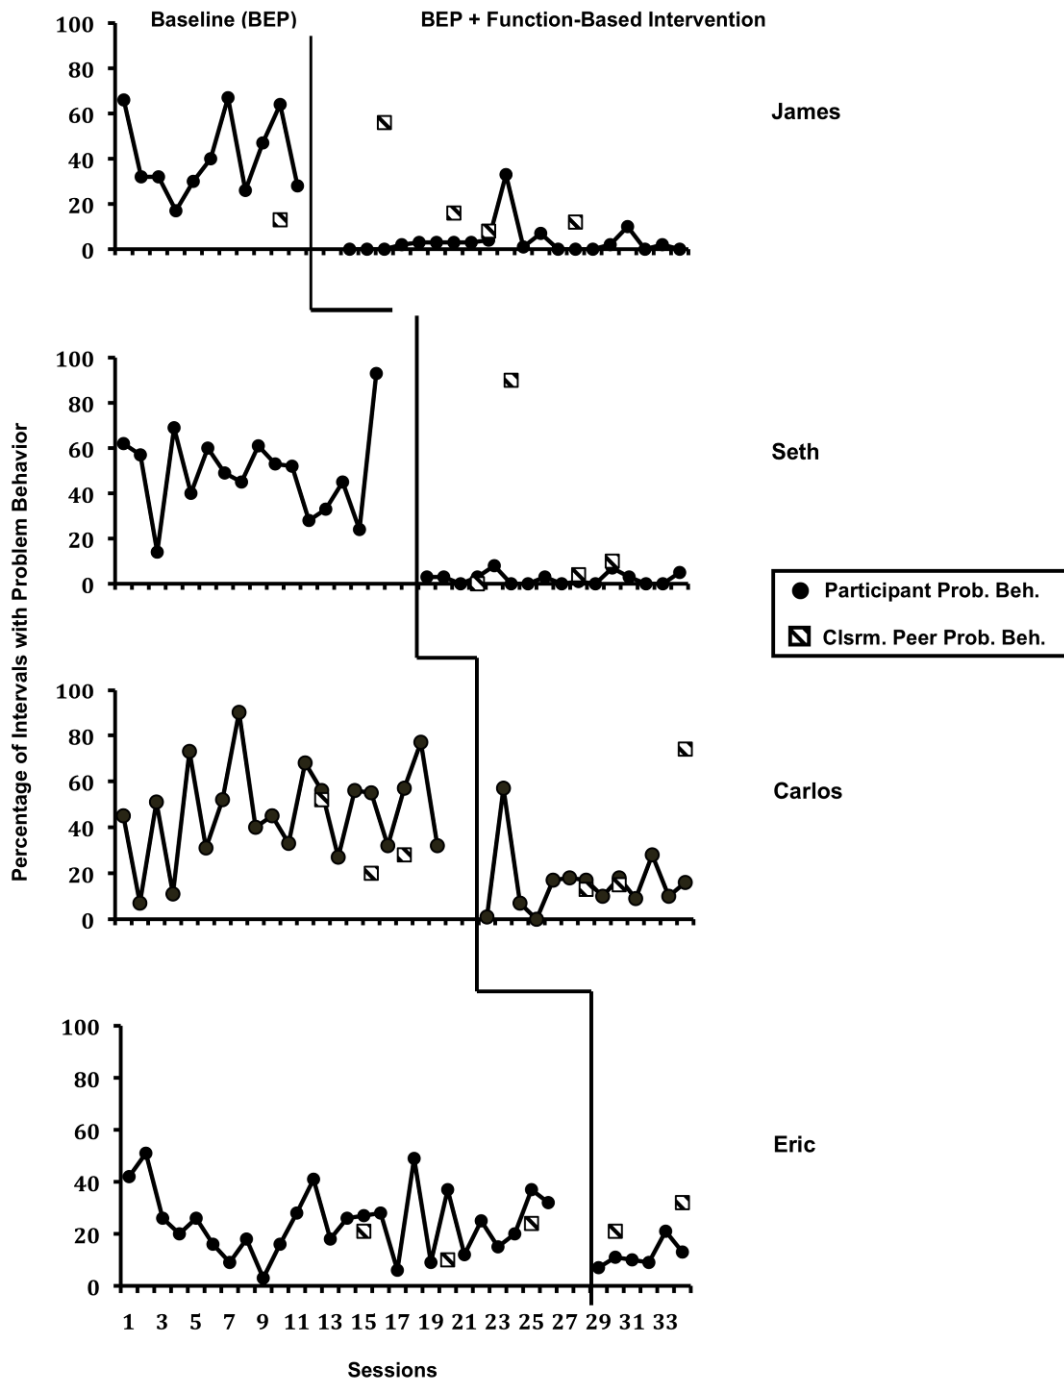 Baseline (BEP) BEP + Function-Based Intervention
100
80
60
40
20
0
James
100
80
60
40
20
0
Seth
Percentage of Intervals with Problem Behavior
Participant Prob. Beh.
Clsrm. Peer Prob. Beh.
100
80
60
40
20
0
Carlos
100
80
60
40
20
0
Eric
1 3 5 7 9 11 13 15 17 19 21 23 25 27 29 31 33
Sessions